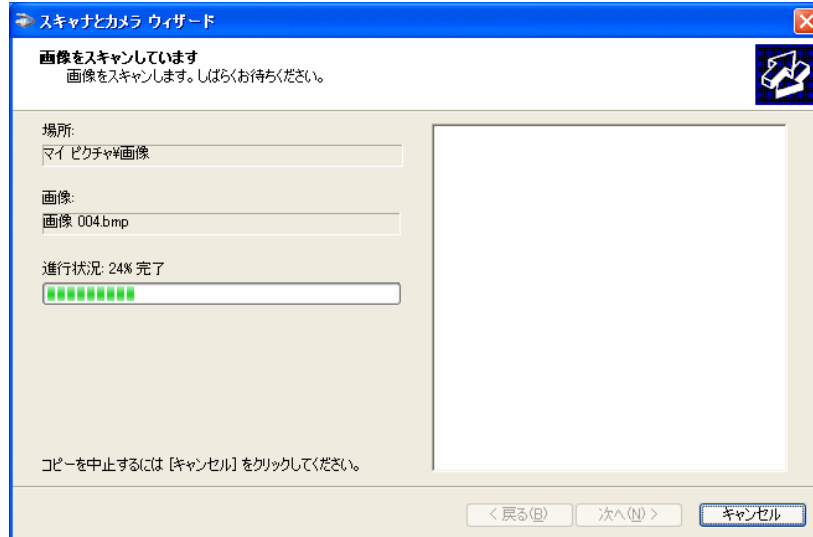 スキャナとカメラ ウィザード
画像をスキャンしています
画像をスキャンします。しばらくお待ちください。
場所:
マイ ピクチャ¥画像
画像:
画像 004.bmp
進行状況: 24% 完了
コピーを中止するには [キャンセル] をクリックしてください。
< 戻る(B)
次へ(N) >
キャンセル